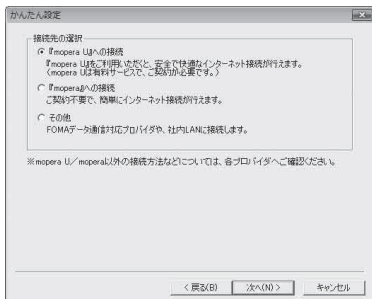 かんたん設定
接続先の選択
『mopera U』への接続
『mopera U』をご利用いただくと、安全で快適なインターネット接続が行えます。
（mopera Uは有料サービスで、ご契約が必要です。）
『mopera』への接続
ご契約不要で、簡単にインターネット接続が行えます。
その他
FOMAデータ通信対応プロバイダや、社内LANに接続します。
※mopera U／mopera以外の接続方法などについては、各プロバイダへご確認ください。
< 戻る(B)
次へ(N) >
キャンセル